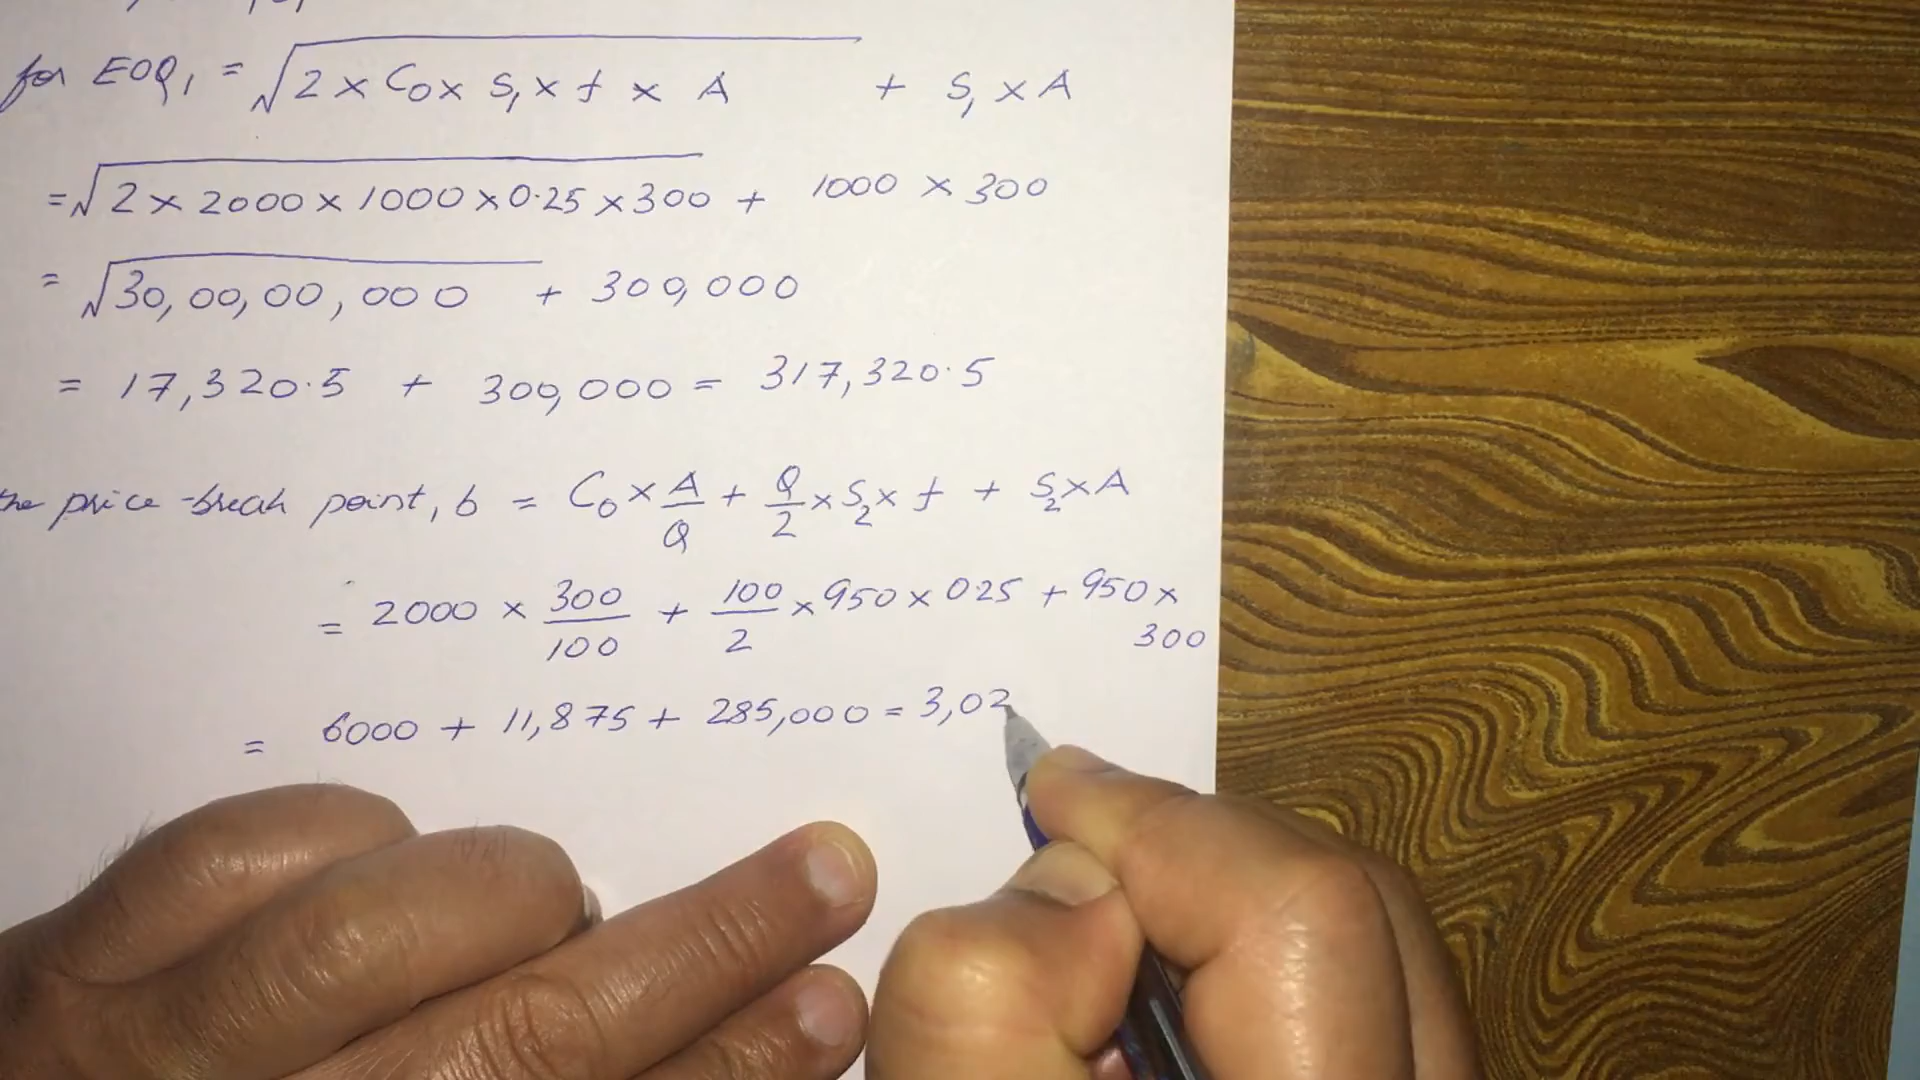 for EOQ₁ = √2 × C₀ × S₁ × f × A + S₁ × A
= √2 × 2000 × 1000 × 0.25 × 300 + 1000 × 300
= √30,00,00,000 + 300,000
= 17,320.5 + 300,000 = 317,320.5
the price-break point, b = C₀ × A/Q + Q/2 × S₂ × f + S₂ × A
= 2000 × 300/100 + 100/2 × 950 × 025 + 950 ×
300
= 6000 + 11,875 + 285,000 = 3,02